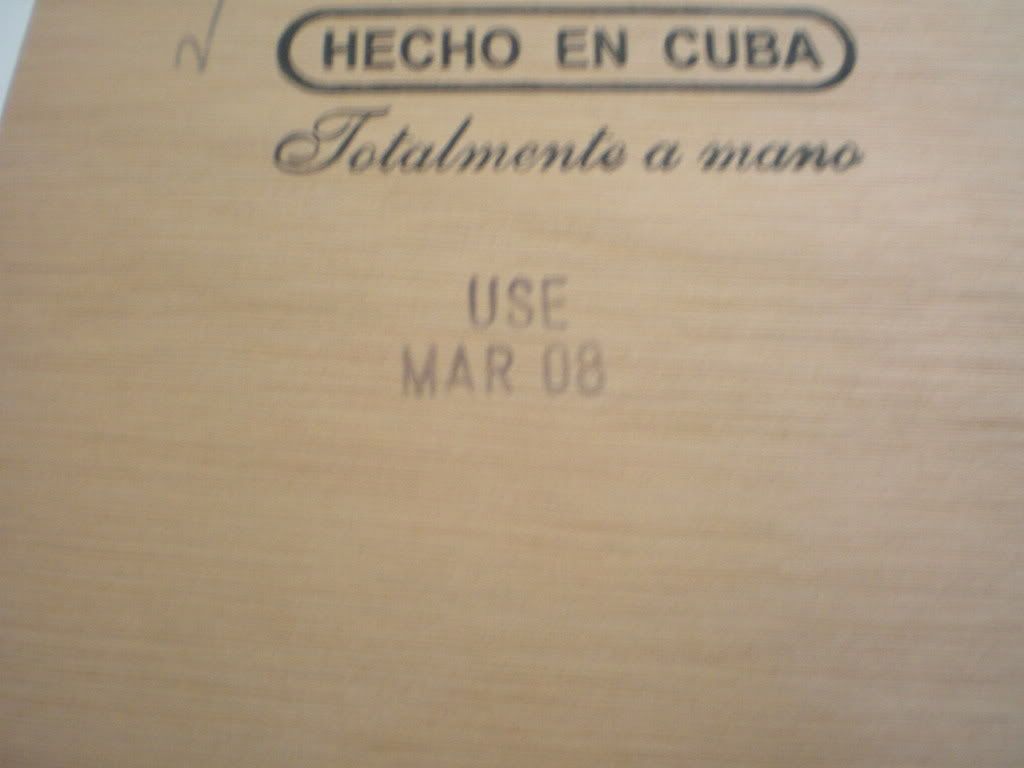 HECHO EN CUBA
Totalmente a mano
USE
MAR 08